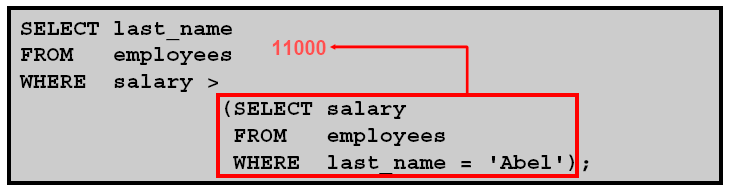 SELECT last_name
FROM employees
11000
WHERE salary >
(SELECT salary
FROM employees
WHERE last_name = 'Abel');